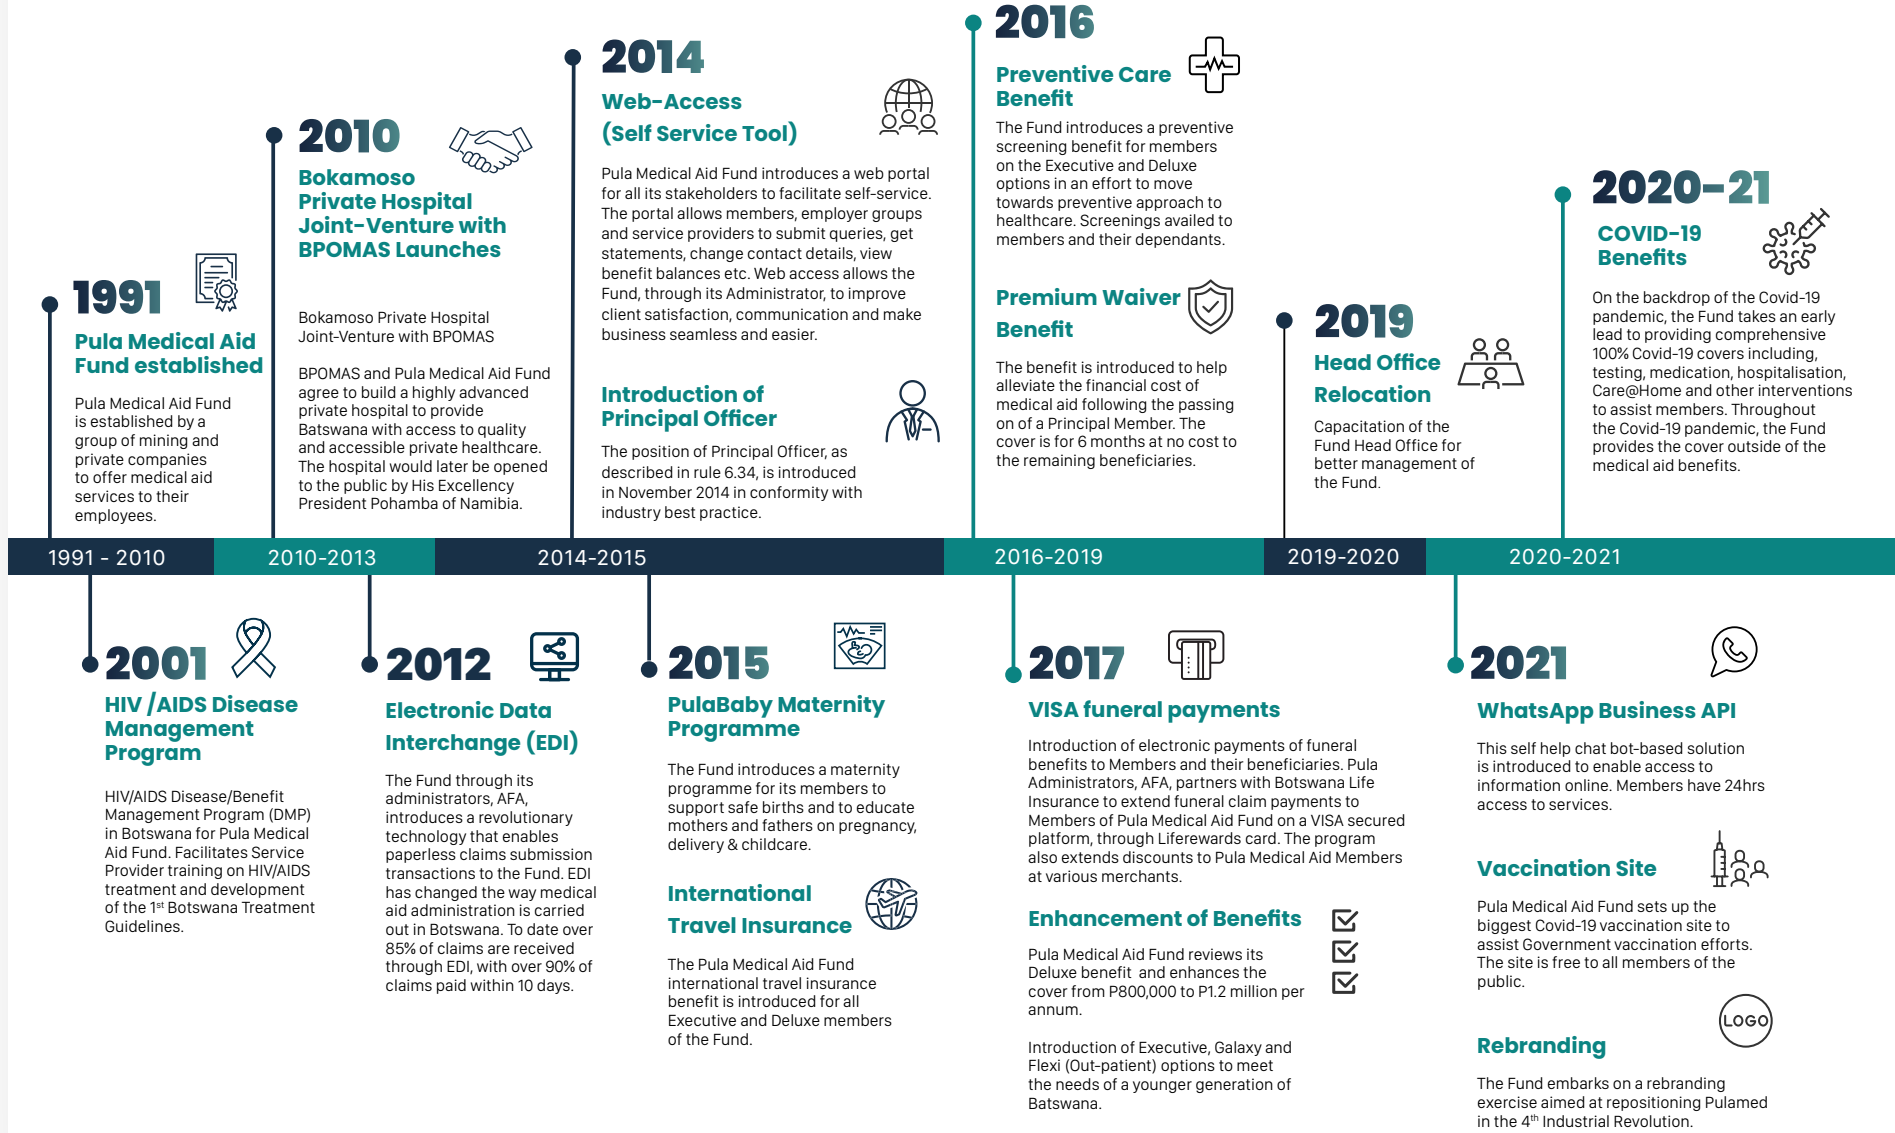 1991
Pula Medical Aid
Fund established
Pula Medical Aid Fund
is established by a
group of mining and
private companies
to offer medical aid
services to their
employees.
2010
Bokamoso
Private Hospital
Joint-Venture with
BPOMAS Launches
Bokamoso Private Hospital
Joint-Venture with BPOMAS
BPOMAS and Pula Medical Aid Fund
agree to build a highly advanced
private hospital to provide
Batswana with access to quality
and accessible private healthcare.
The hospital would later be opened
to the public by His Excellency
President Pohamba of Namibia.
2014
Web-Access
(Self Service Tool)
Pula Medical Aid Fund introduces a web portal
for all its stakeholders to facilitate self-service.
The portal allows members, employer groups
and service providers to submit queries, get
statements, change contact details, view
benefit balances etc. Web access allows the
Fund, through its Administrator, to improve
client satisfaction, communication and make
business seamless and easier.
Introduction of
Principal Officer
The position of Principal Officer, as
described in rule 6.34, is introduced
in November 2014 in conformity with
industry best practice.
2016
Preventive Care
Benefit
The Fund introduces a preventive
screening benefit for members
on the Executive and Deluxe
options in an effort to move
towards preventive approach to
healthcare. Screenings availed to
members and their dependants.
Premium Waiver
Benefit
The benefit is introduced to help
alleviate the financial cost of
medical aid following the passing
on of a Principal Member. The
cover is for 6 months at no cost to
the remaining beneficiaries.
2019
Head Office
Relocation
Capacitation of the
Fund Head Office for
better management of
the Fund.
2020-21
COVID-19
Benefits
On the backdrop of the Covid-19
pandemic, the Fund takes an early
lead to providing comprehensive
100% Covid-19 covers including,
testing, medication, hospitalisation,
Care@Home and other interventions
to assist members. Throughout
the Covid-19 pandemic, the Fund
provides the cover outside of the
medical aid benefits.
1991 - 2010
2010-2013
2014-2015
2016-2019
2019-2020
2020-2021
2001
HIV /AIDS Disease
Management
Program
HIV/AIDS Disease/Benefit
Management Program (DMP)
in Botswana for Pula Medical
Aid Fund. Facilitates Service
Provider training on HIV/AIDS
treatment and development
of the 1st Botswana Treatment
Guidelines.
2012
Electronic Data
Interchange (EDI)
The Fund through its
administrators, AFA,
introduces a revolutionary
technology that enables
paperless claims submission
transactions to the Fund. EDI
has changed the way medical
aid administration is carried
out in Botswana. To date over
85% of claims are received
through EDI, with over 90% of
claims paid within 10 days.
2015
PulaBaby Maternity
Programme
The Fund introduces a maternity
programme for its members to
support safe births and to educate
mothers and fathers on pregnancy,
delivery & childcare.
International
Travel Insurance
The Pula Medical Aid Fund
international travel insurance
benefit is introduced for all
Executive and Deluxe members
of the Fund.
2017
VISA funeral payments
Introduction of electronic payments of funeral
benefits to Members and their beneficiaries. Pula
Administrators, AFA, partners with Botswana Life
Insurance to extend funeral claim payments to
Members of Pula Medical Aid Fund on a VISA secured
platform, through Liferewards card. The program
also extends discounts to Pula Medical Aid Members
at various merchants.
Enhancement of Benefits
Pula Medical Aid Fund reviews its
Deluxe benefit and enhances the
cover from P800,000 to P1.2 million per
annum.
Introduction of Executive, Galaxy and
Flexi (Out-patient) options to meet
the needs of a younger generation of
Batswana.
2021
WhatsApp Business API
This self help chat bot-based solution
is introduced to enable access to
information online. Members have 24hrs
access to services.
Vaccination Site
Pula Medical Aid Fund sets up the
biggest Covid-19 vaccination site to
assist Government vaccination efforts.
The site is free to all members of the
public.
LOGO
Rebranding
The Fund embarks on a rebranding
exercise aimed at repositioning Pulamed
in the 4th Industrial Revolution.